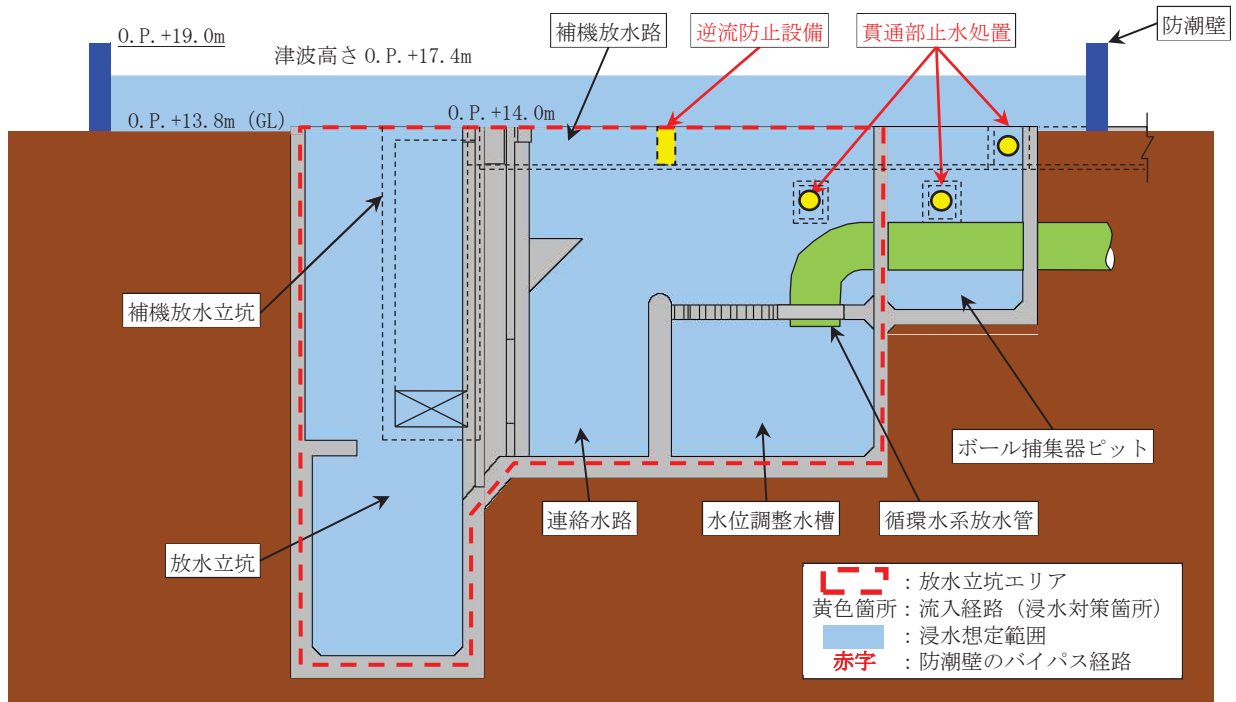 O.P.+19.0m
津波高さ O.P.+17.4m
補機放水路
逆流防止設備
貫通部止水処置
防潮壁
O.P.+13.8m (GL)
O.P.+14.0m
補機放水立坑
ボール捕集器ピット
放水立坑
連絡水路
水位調整水槽
循環水系放水管
：放水立坑エリア
黄色箇所：流入経路（浸水対策箇所）
：浸水想定範囲
赤字：防潮壁のバイパス経路